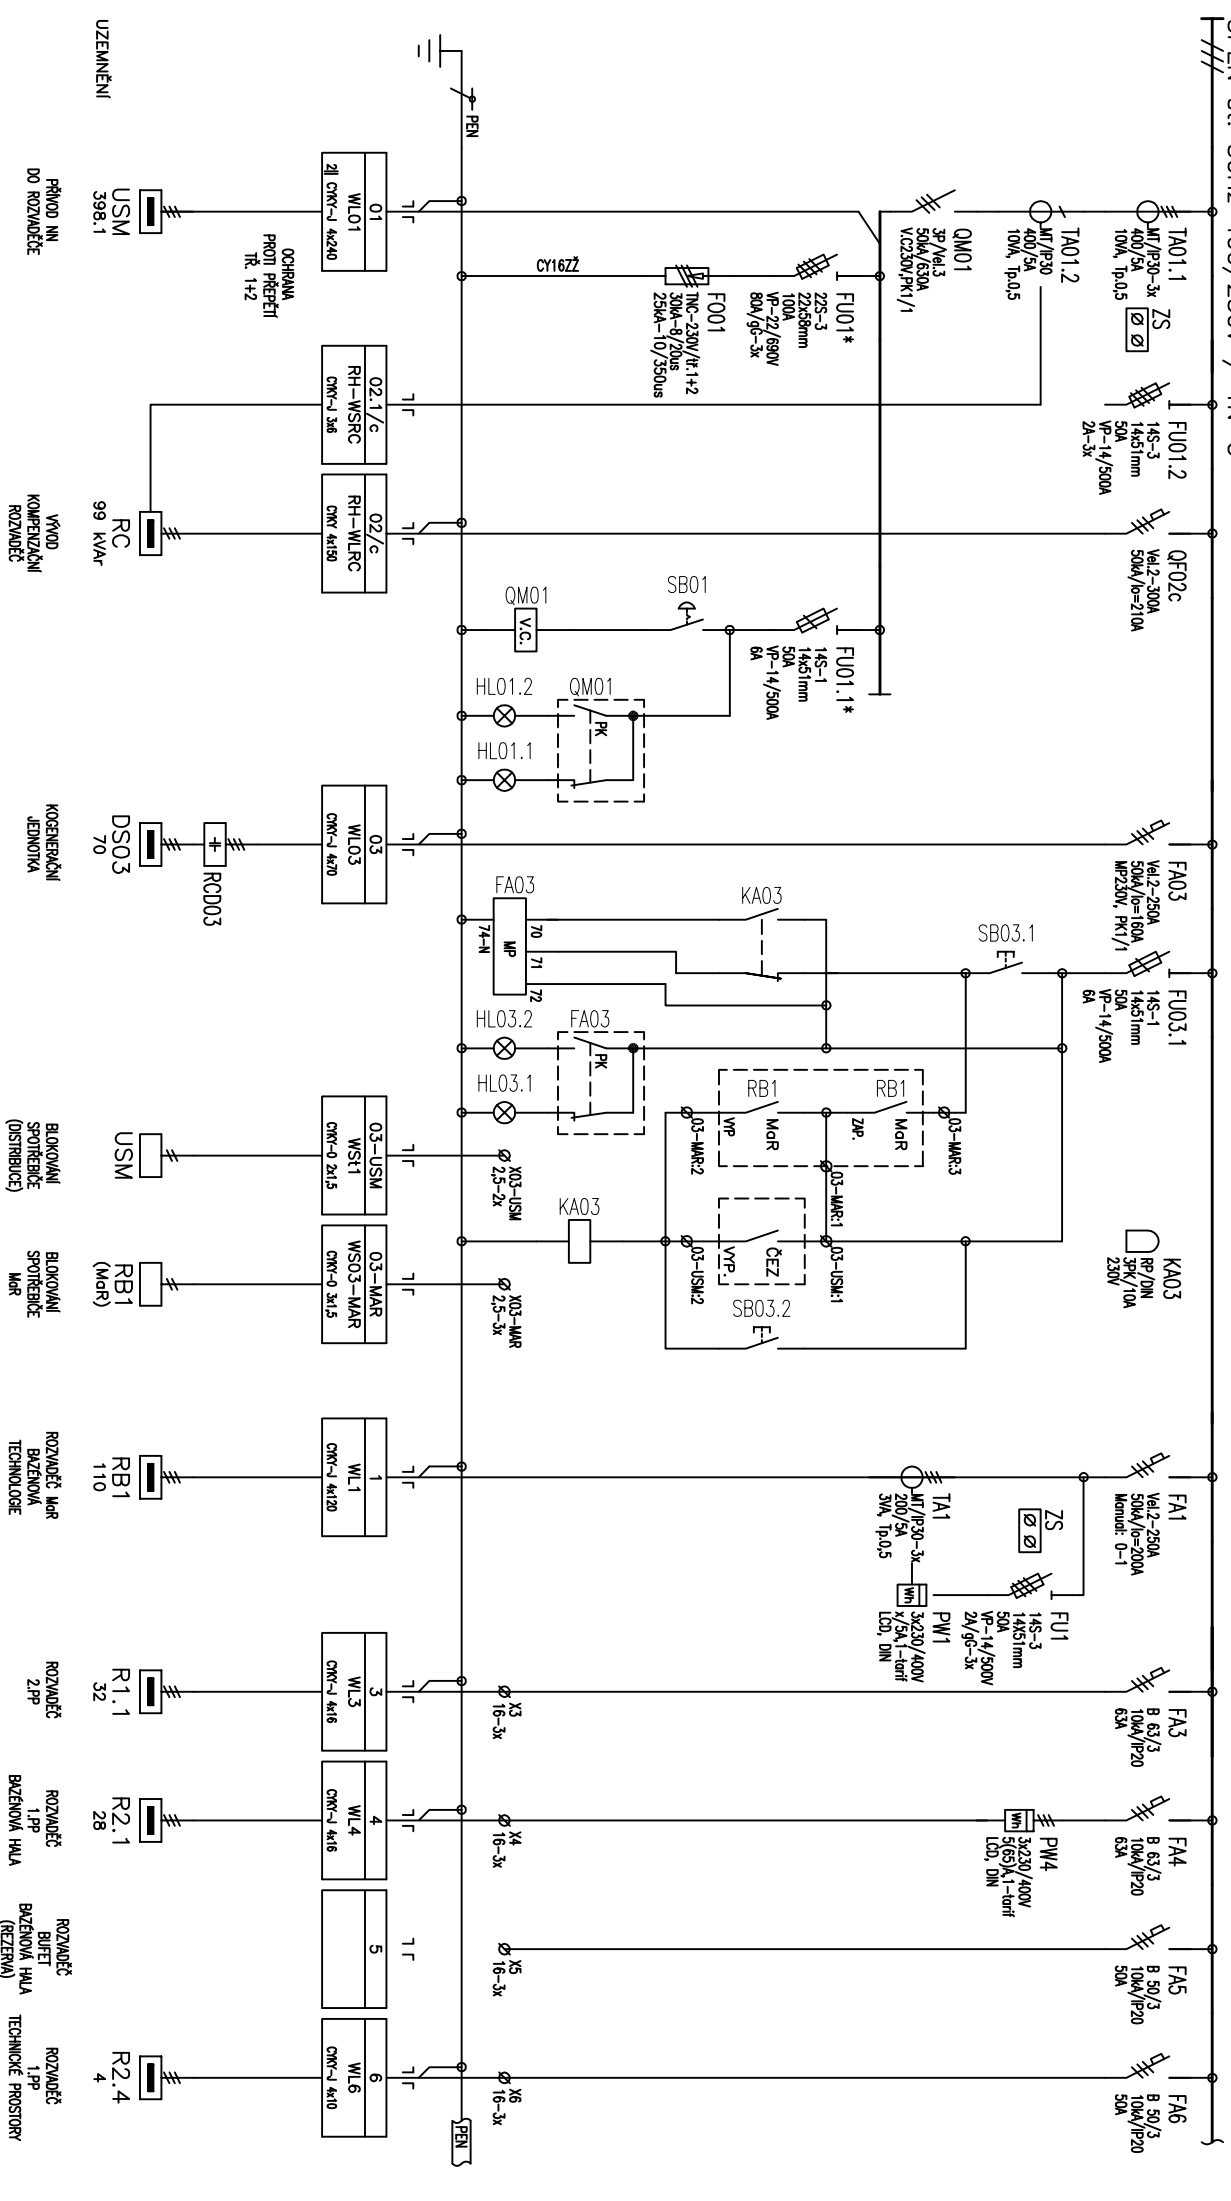 TA01.1
MT/IP30-3x
400/5A
10VA, Tp.0,5
ZS
TA01.2
MT/IP30
400/5A
10VA, Tp.0,5
QM01
3P/Vel.3
50kA/630A
V.C230V,PK1/1
FU01*
22S-3
22x58mm
100A
VP-22/690V
80A/gG-3x
FO01
TNC-230V/tř.1+2
30kA-8/20us
25kA-10/350us
CY16ZŽ
FU01.2
14S-3
14x51mm
50A
VP-14/500A
2A-3x
QF02c
Vel.2-300A
50kA/Io=210A
FU01.1*
14S-1
14x51mm
50A
VP-14/500A
6A
SB01
QM01
V.C.
QM01
PK
HL01.2
HL01.1
FA03
Vel.2-250A
50kA/Io=160A
MP230V, PK1/1
FU03.1
14S-1
14x51mm
50A
VP-14/500A
6A
SB03.1
KA03
FA03
MP
70
71
72
74-N
FA03
PK
HL03.2
HL03.1
RB1
MaR
ZAP.
RB1
MaR
VYP
03-MAR:3
03-MAR:1
03-MAR:2
ČEZ
VYP.
03-USM:1
03-USM:2
SB03.2
KA03
KA03
RP/DIN
3PK/10A
230V
X03-USM
2,5-2x
X03-MAR
2,5-3x
FA1
Vel.2-250A
50kA/Io=200A
Manual: 0-1
ZS
FU1
14S-3
14X51mm
50A
VP-14/500V
2A/gG-3x
TA1
MT/IP30-3x
200/5A
3VA, Tp.0,5
Wh
PW1
3x230/400V
x/5A,1-tarif
LCD, DIN
FA3
B 63/3
10kA/IP20
63A
FA4
B 63/3
10kA/IP20
63A
Wh
PW4
3x230/400V
5(65)A,1-tarif
LCD, DIN
FA5
B 50/3
10kA/IP20
50A
FA6
B 50/3
10kA/IP20
50A
X3
16-3x
X4
16-3x
X5
16-3x
X6
16-3x
PEN
PEN
01
WL01
2|| CYKY-J 4x240
02.1/c
RH-WSRC
CYKY-J 3x6
02/c
RH-WLRC
CYKY 4x150
03
WL03
CYKY-J 4x70
03-USM
WSt1
CYKY-O 2x1,5
03-MAR
WS03-MAR
CYKY-O 3x1,5
1
WL1
CYKY-J 4x120
3
WL3
CYKY-J 4x16
4
WL4
CYKY-J 4x16
5
6
WL6
CYKY-J 4x10
OCHRANA
PROTI PŘEPĚTÍ
TŘ. 1+2
RCD03
UZEMNĚNÍ
USM
398.1
PŘÍVOD NN
DO ROZVADĚČE
RC
99 kVAr
VÝVOD
KOMPENZAČNÍ
ROZVADĚČ
DS03
70
KOGENERAČNÍ
JEDNOTKA
USM
BLOKOVÁNÍ
SPOTŘEBIČE
(DISTRIBUCE)
RB1
(MaR)
BLOKOVÁNÍ
SPOTŘEBIČE
MaR
RB1
110
ROZVADĚČ MaR
BAZÉNOVÁ
TECHNOLOGIE
R1.1
32
ROZVADĚČ
2.PP
R2.1
28
ROZVADĚČ
1.PP
BAZÉNOVÁ HALA
ROZVADĚČ
BUFET
BAZÉNOVÁ HALA
(REZERVA)
R2.4
4
ROZVADĚČ
1.PP
TECHNICKÉ PROSTORY